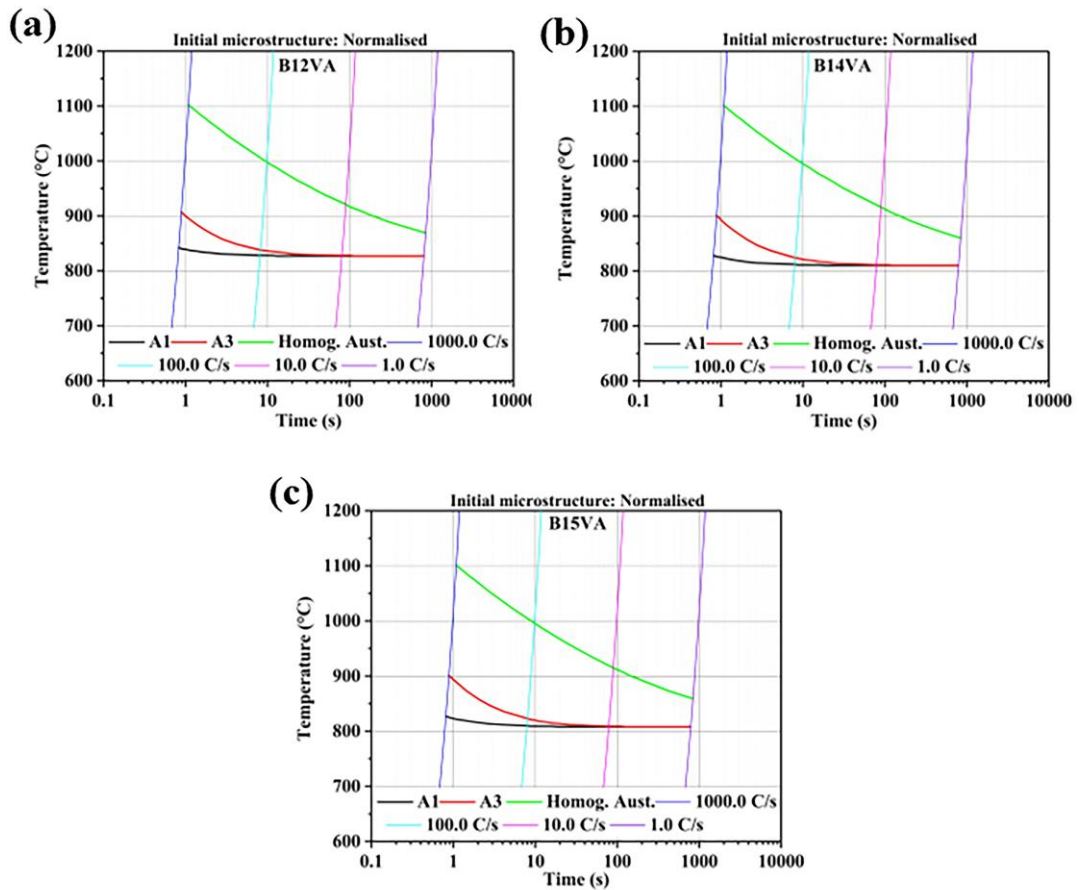 (a)
Initial microstructure: Normalised
B12VA
1200
1100
1000
900
800
700
600
Temperature (°C)
A1 A3 Homog. Aust. 1000.0 C/s
100.0 C/s 10.0 C/s 1.0 C/s
0.1 1 10 100 1000 1000
Time (s)
(b)
Initial microstructure: Normalised
B14VA
1200
1100
1000
900
800
700
600
Temperature (°C)
A1 A3 Homog. Aust. 1000.0 C/s
100.0 C/s 10.0 C/s 1.0 C/s
0.1 1 10 100 1000 10000
Time (s)
(c)
Initial microstructure: Normalised
B15VA
1200
1100
1000
900
800
700
600
Temperature (°C)
A1 A3 Homog. Aust. 1000.0 C/s
100.0 C/s 10.0 C/s 1.0 C/s
0.1 1 10 100 1000 10000
Time (s)